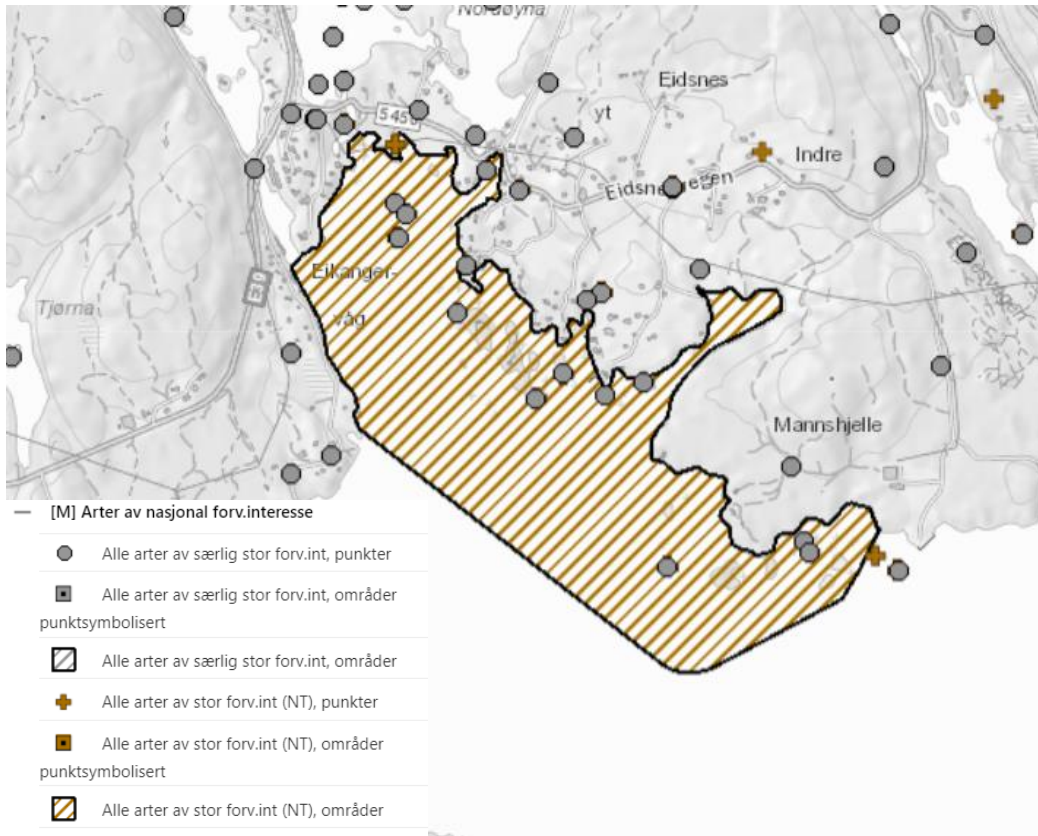 Nordøyna
Eidsnes
5450
yt
Indre
Eidsnesvegen
Eikanger-
våg
E39
Tjørna
Mannshjelle
[M] Arter av nasjonal forv.interesse
Alle arter av særlig stor forv.int, punkter
Alle arter av særlig stor forv.int, områder
punktsymbolisert
Alle arter av særlig stor forv.int, områder
Alle arter av stor forv.int (NT), punkter
Alle arter av stor forv.int (NT), områder
punktsymbolisert
Alle arter av stor forv.int (NT), områder